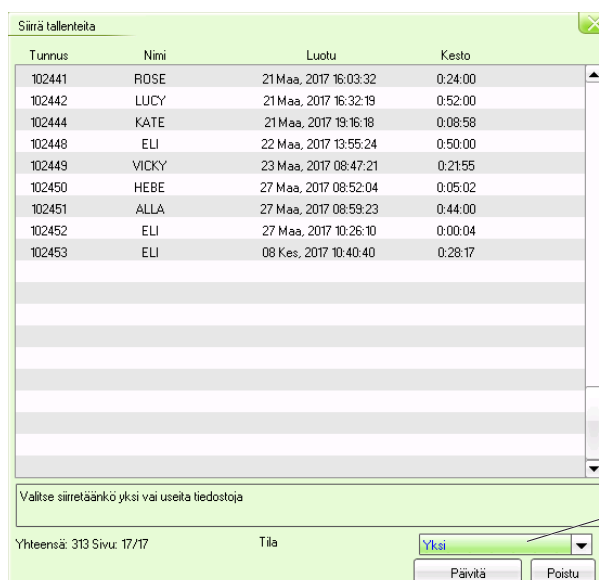 Siirrä tallenteita
Tunnus Nimi Luotu Kesto
102441 ROSE 21 Maa, 2017 16:03:32 0:24:00
102442 LUCY 21 Maa, 2017 16:32:19 0:52:00
102444 KATE 21 Maa, 2017 19:16:18 0:08:58
102448 ELI 22 Maa, 2017 13:55:24 0:50:00
102449 VICKY 23 Maa, 2017 08:47:21 0:21:55
102450 HEBE 27 Maa, 2017 08:52:04 0:05:02
102451 ALLA 27 Maa, 2017 08:59:23 0:44:00
102452 ELI 27 Maa, 2017 10:26:10 0:00:04
102453 ELI 08 Kes, 2017 10:40:40 0:28:17
Valitse siirretäänkö yksi vai useita tiedostoja
Yhteensä: 313 Sivu: 17/17 Tila Yksi
Päivitä Poistu